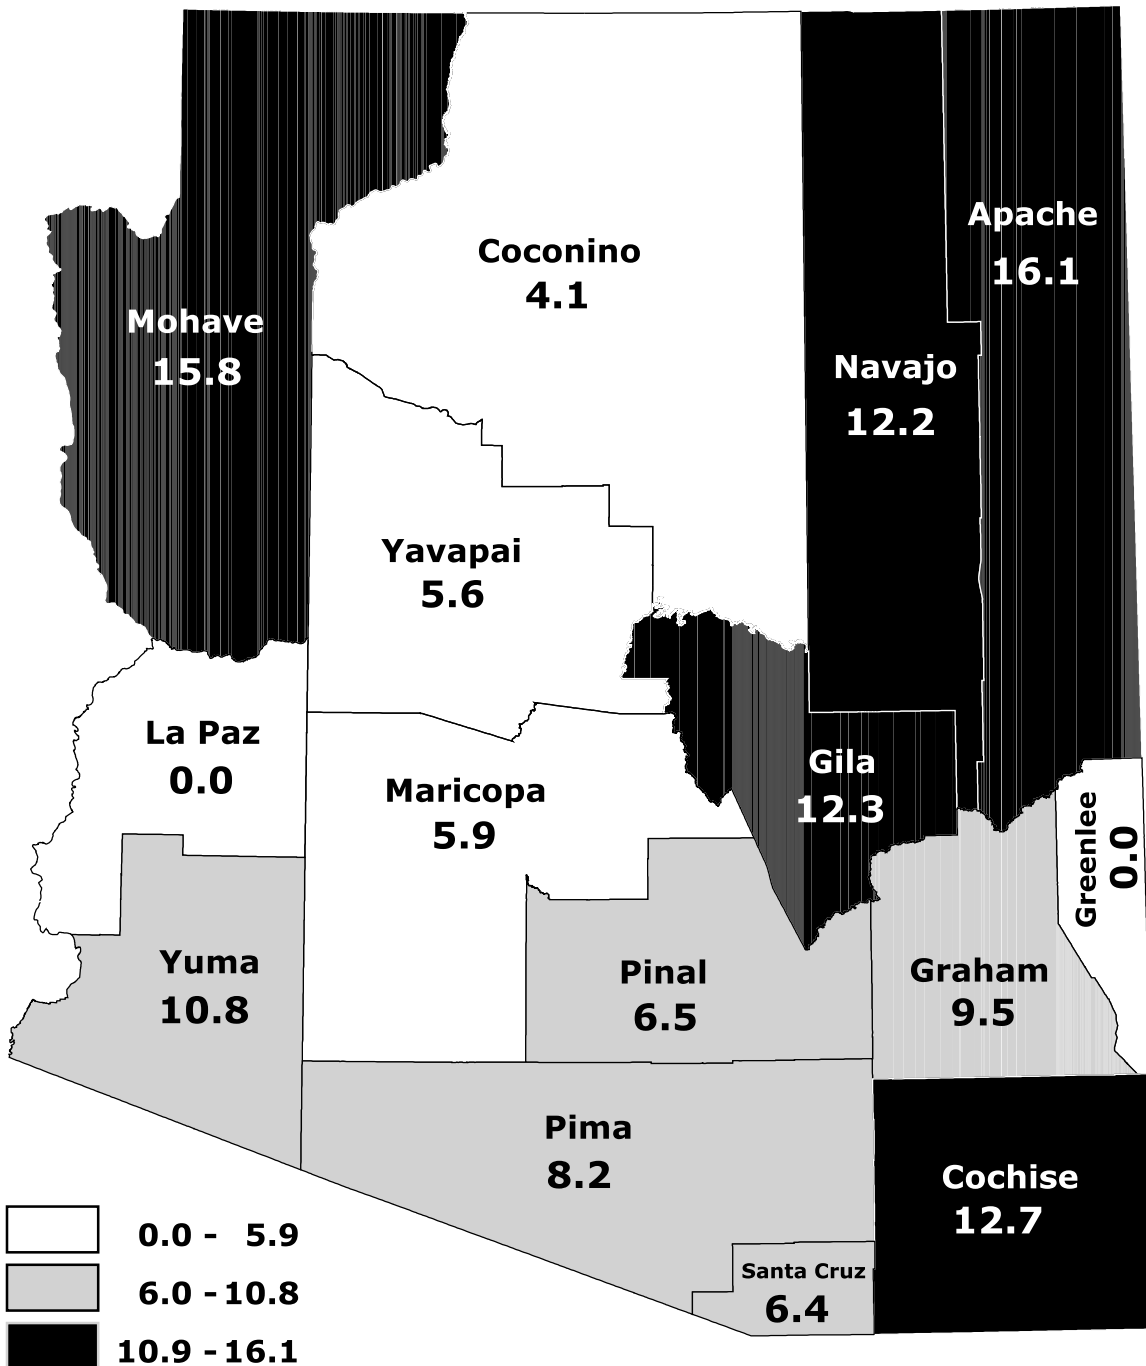 Apache
16.1
Coconino
4.1
Mohave
15.8
Navajo
12.2
Yavapai
5.6
La Paz
0.0
Maricopa
5.9
Gila
12.3
Greenlee
0.0
Yuma
10.8
Pinal
6.5
Graham
9.5
Pima
8.2
Cochise
12.7
Santa Cruz
6.4
0.0 - 5.9
6.0 - 10.8
10.9 - 16.1